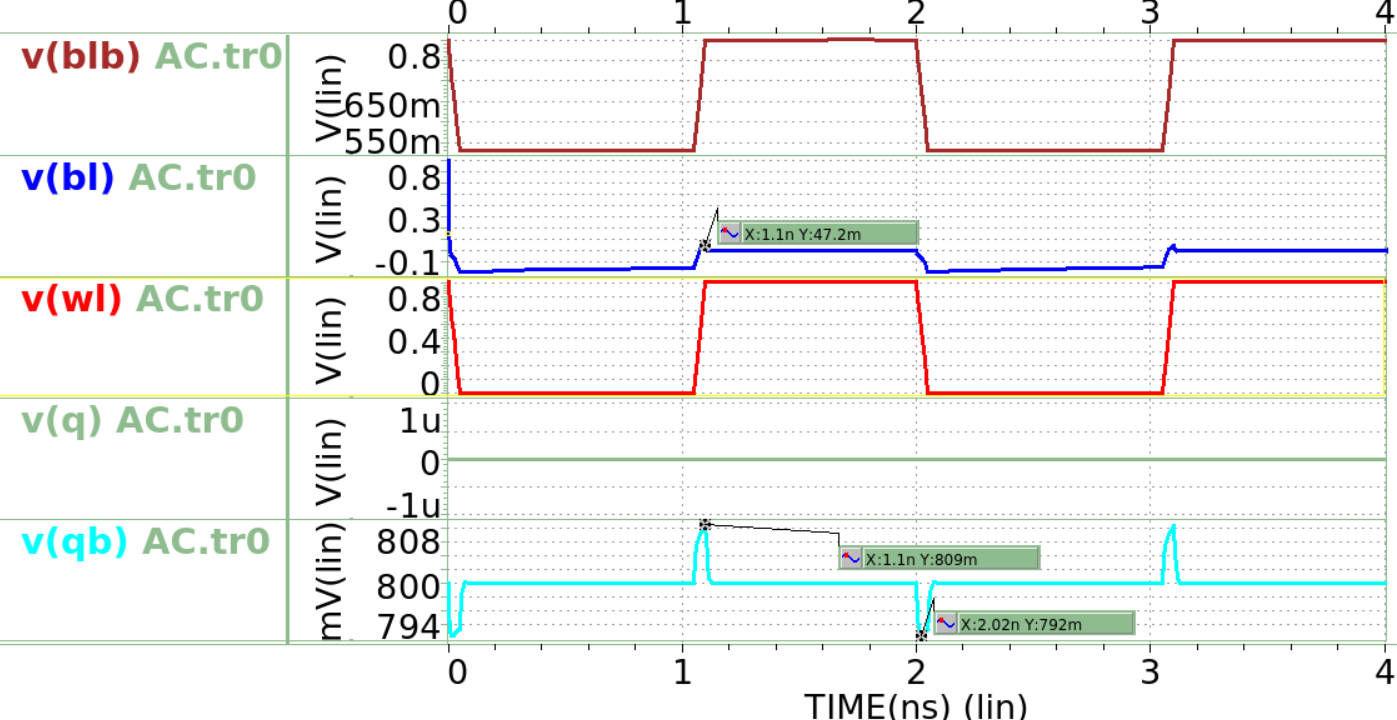 0 1 2 3 4
v(blb) AC.tr0
V(lin)
0.8
650m
550m
v(bl) AC.tr0
V(lin)
0.8
0.3
-0.1
X:1.1n Y:47.2m
v(wl) AC.tr0
V(lin)
0.8
0.4
0
v(q) AC.tr0
V(lin)
1u
0
-1u
v(qb) AC.tr0
mV(lin)
808
800
794
X:1.1n Y:809m
X:2.02n Y:792m
0 1 2 3 4
TIME(ns) (lin)